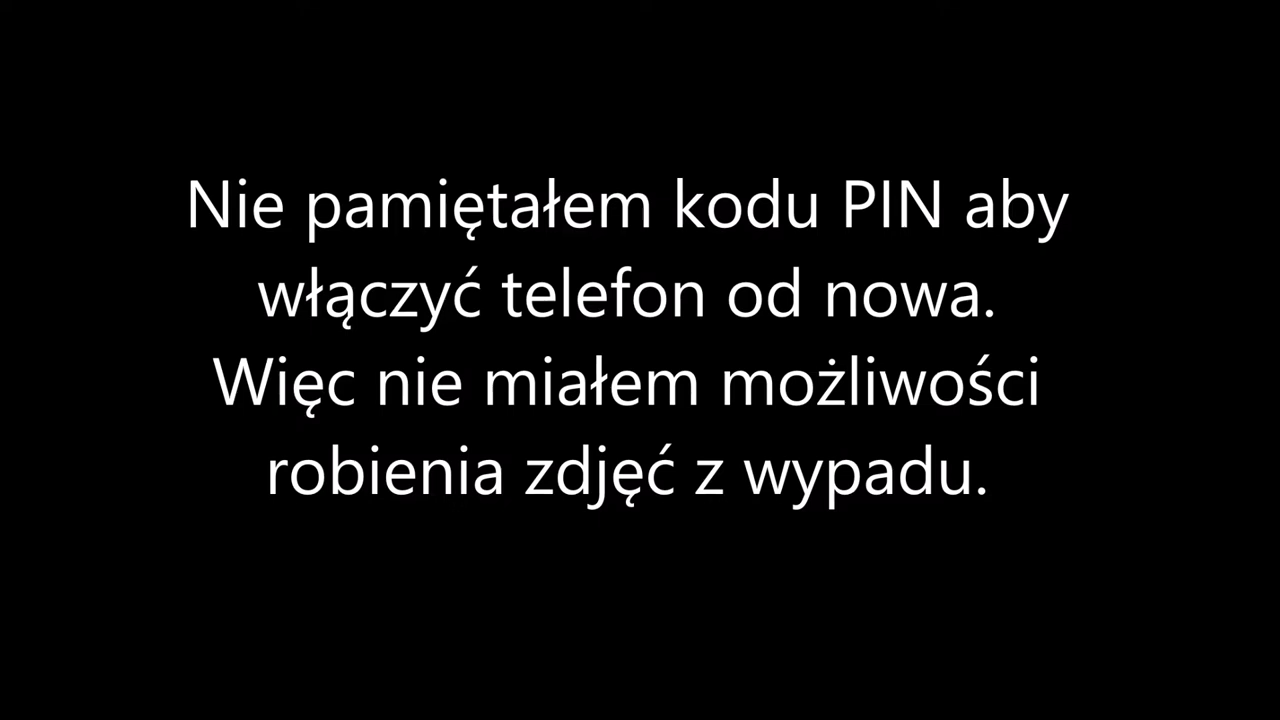 Nie pamiętałem kodu PIN aby
włączyć telefon od nowa.
Więc nie miałem możliwości
robienia zdjęć z wypadu.